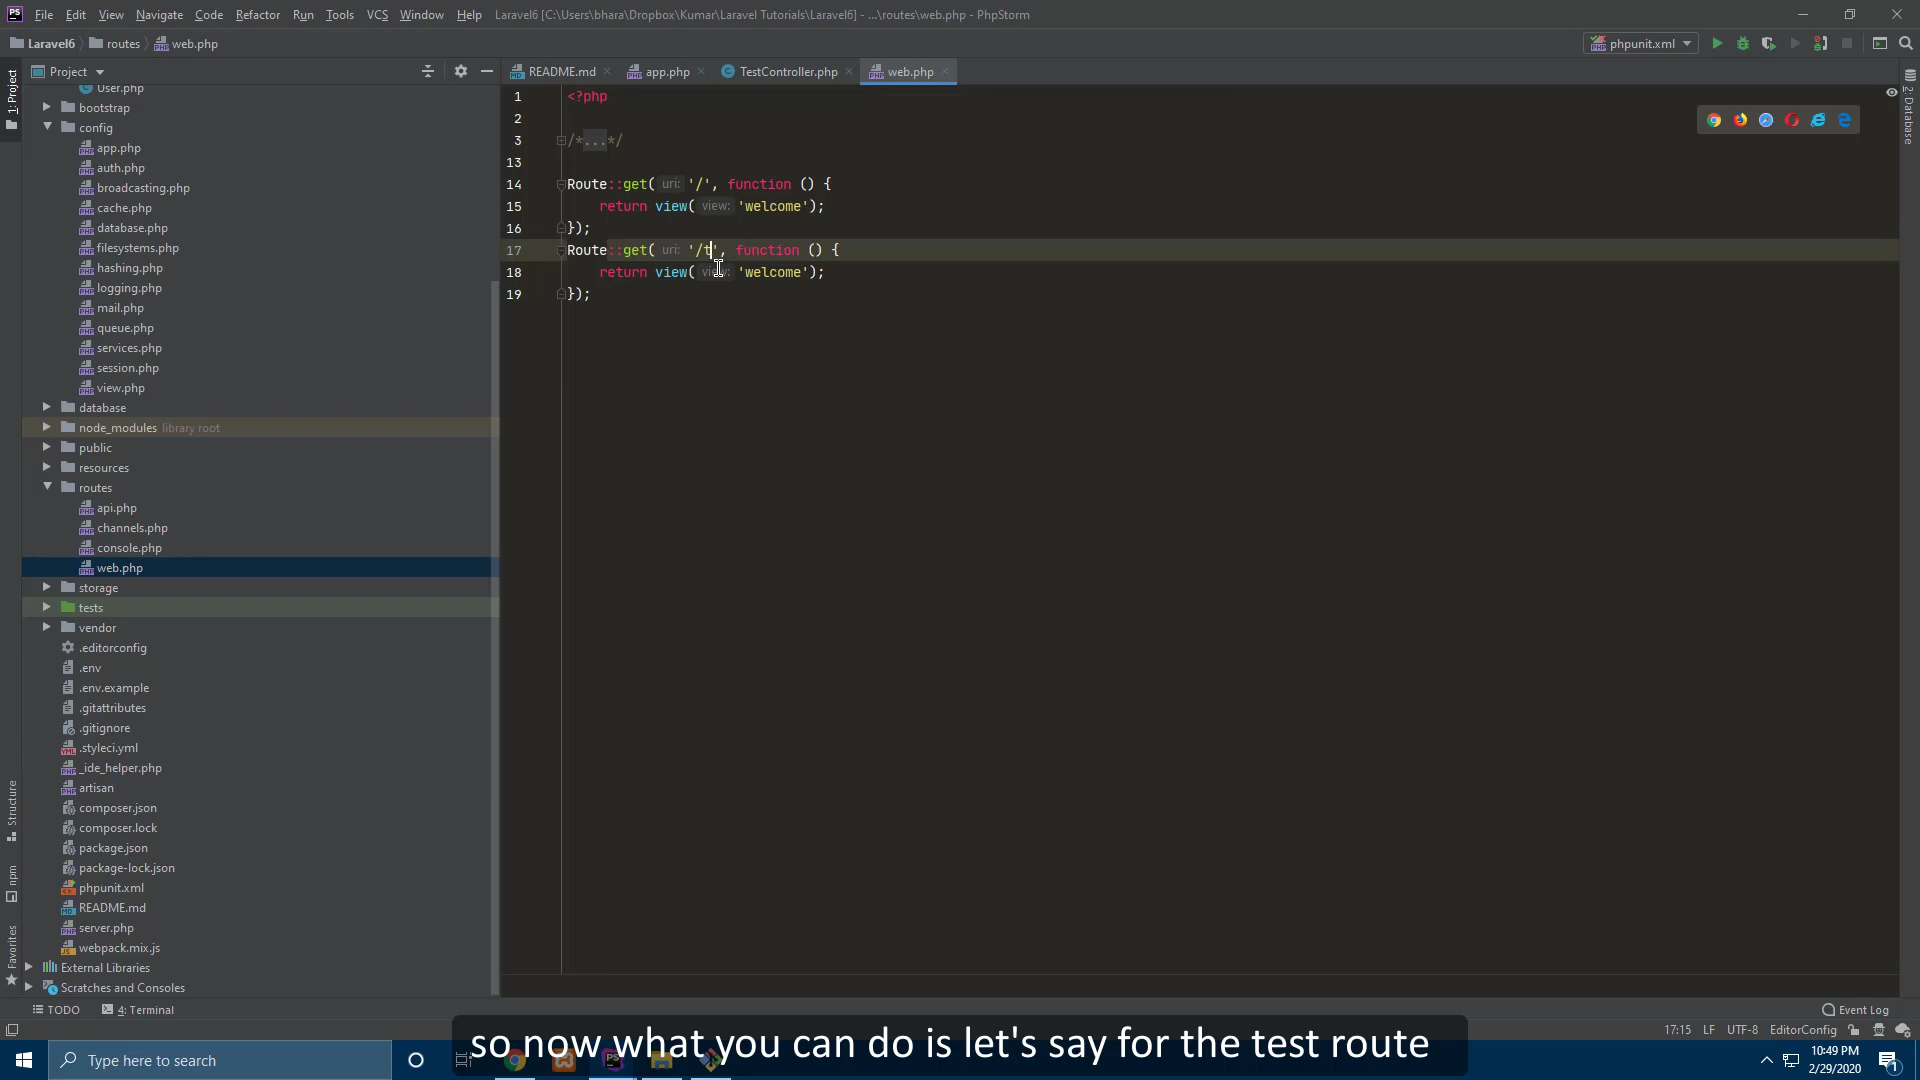 PS File Edit View Navigate Code Refactor Run Tools VCS Window Help Laravel6 [C:\Users\bhara\Dropbox\Kumar\Laravel Tutorials\Laravel6] - ...\routes\web.php - PhpStorm
Laravel6 routes web.php phpunit.xml
1: Project
Project
README.md app.php TestController.php web.php
2: Database
User.php
bootstrap
config
app.php
auth.php
broadcasting.php
cache.php
database.php
filesystems.php
hashing.php
logging.php
mail.php
queue.php
services.php
session.php
view.php
database
node_modules library root
public
resources
routes
api.php
channels.php
console.php
web.php
storage
tests
vendor
.editorconfig
.env
.env.example
.gitattributes
.gitignore
.styleci.yml
_ide_helper.php
artisan
composer.json
composer.lock
package.json
package-lock.json
phpunit.xml
README.md
server.php
webpack.mix.js
External Libraries
Scratches and Consoles
Structure
npm
Favorites
1 <?php
2
3 /*...*/
13
14 Route::get( uri: '/', function () {
15 return view( view: 'welcome');
16 });
17 Route::get( uri: '/t', function () {
18 return view( view: 'welcome');
19 });
TODO 4: Terminal Event Log
17:15 LF UTF-8 EditorConfig
so now what you can do is let's say for the test route
Type here to search
10:49 PM
2/29/2020
1